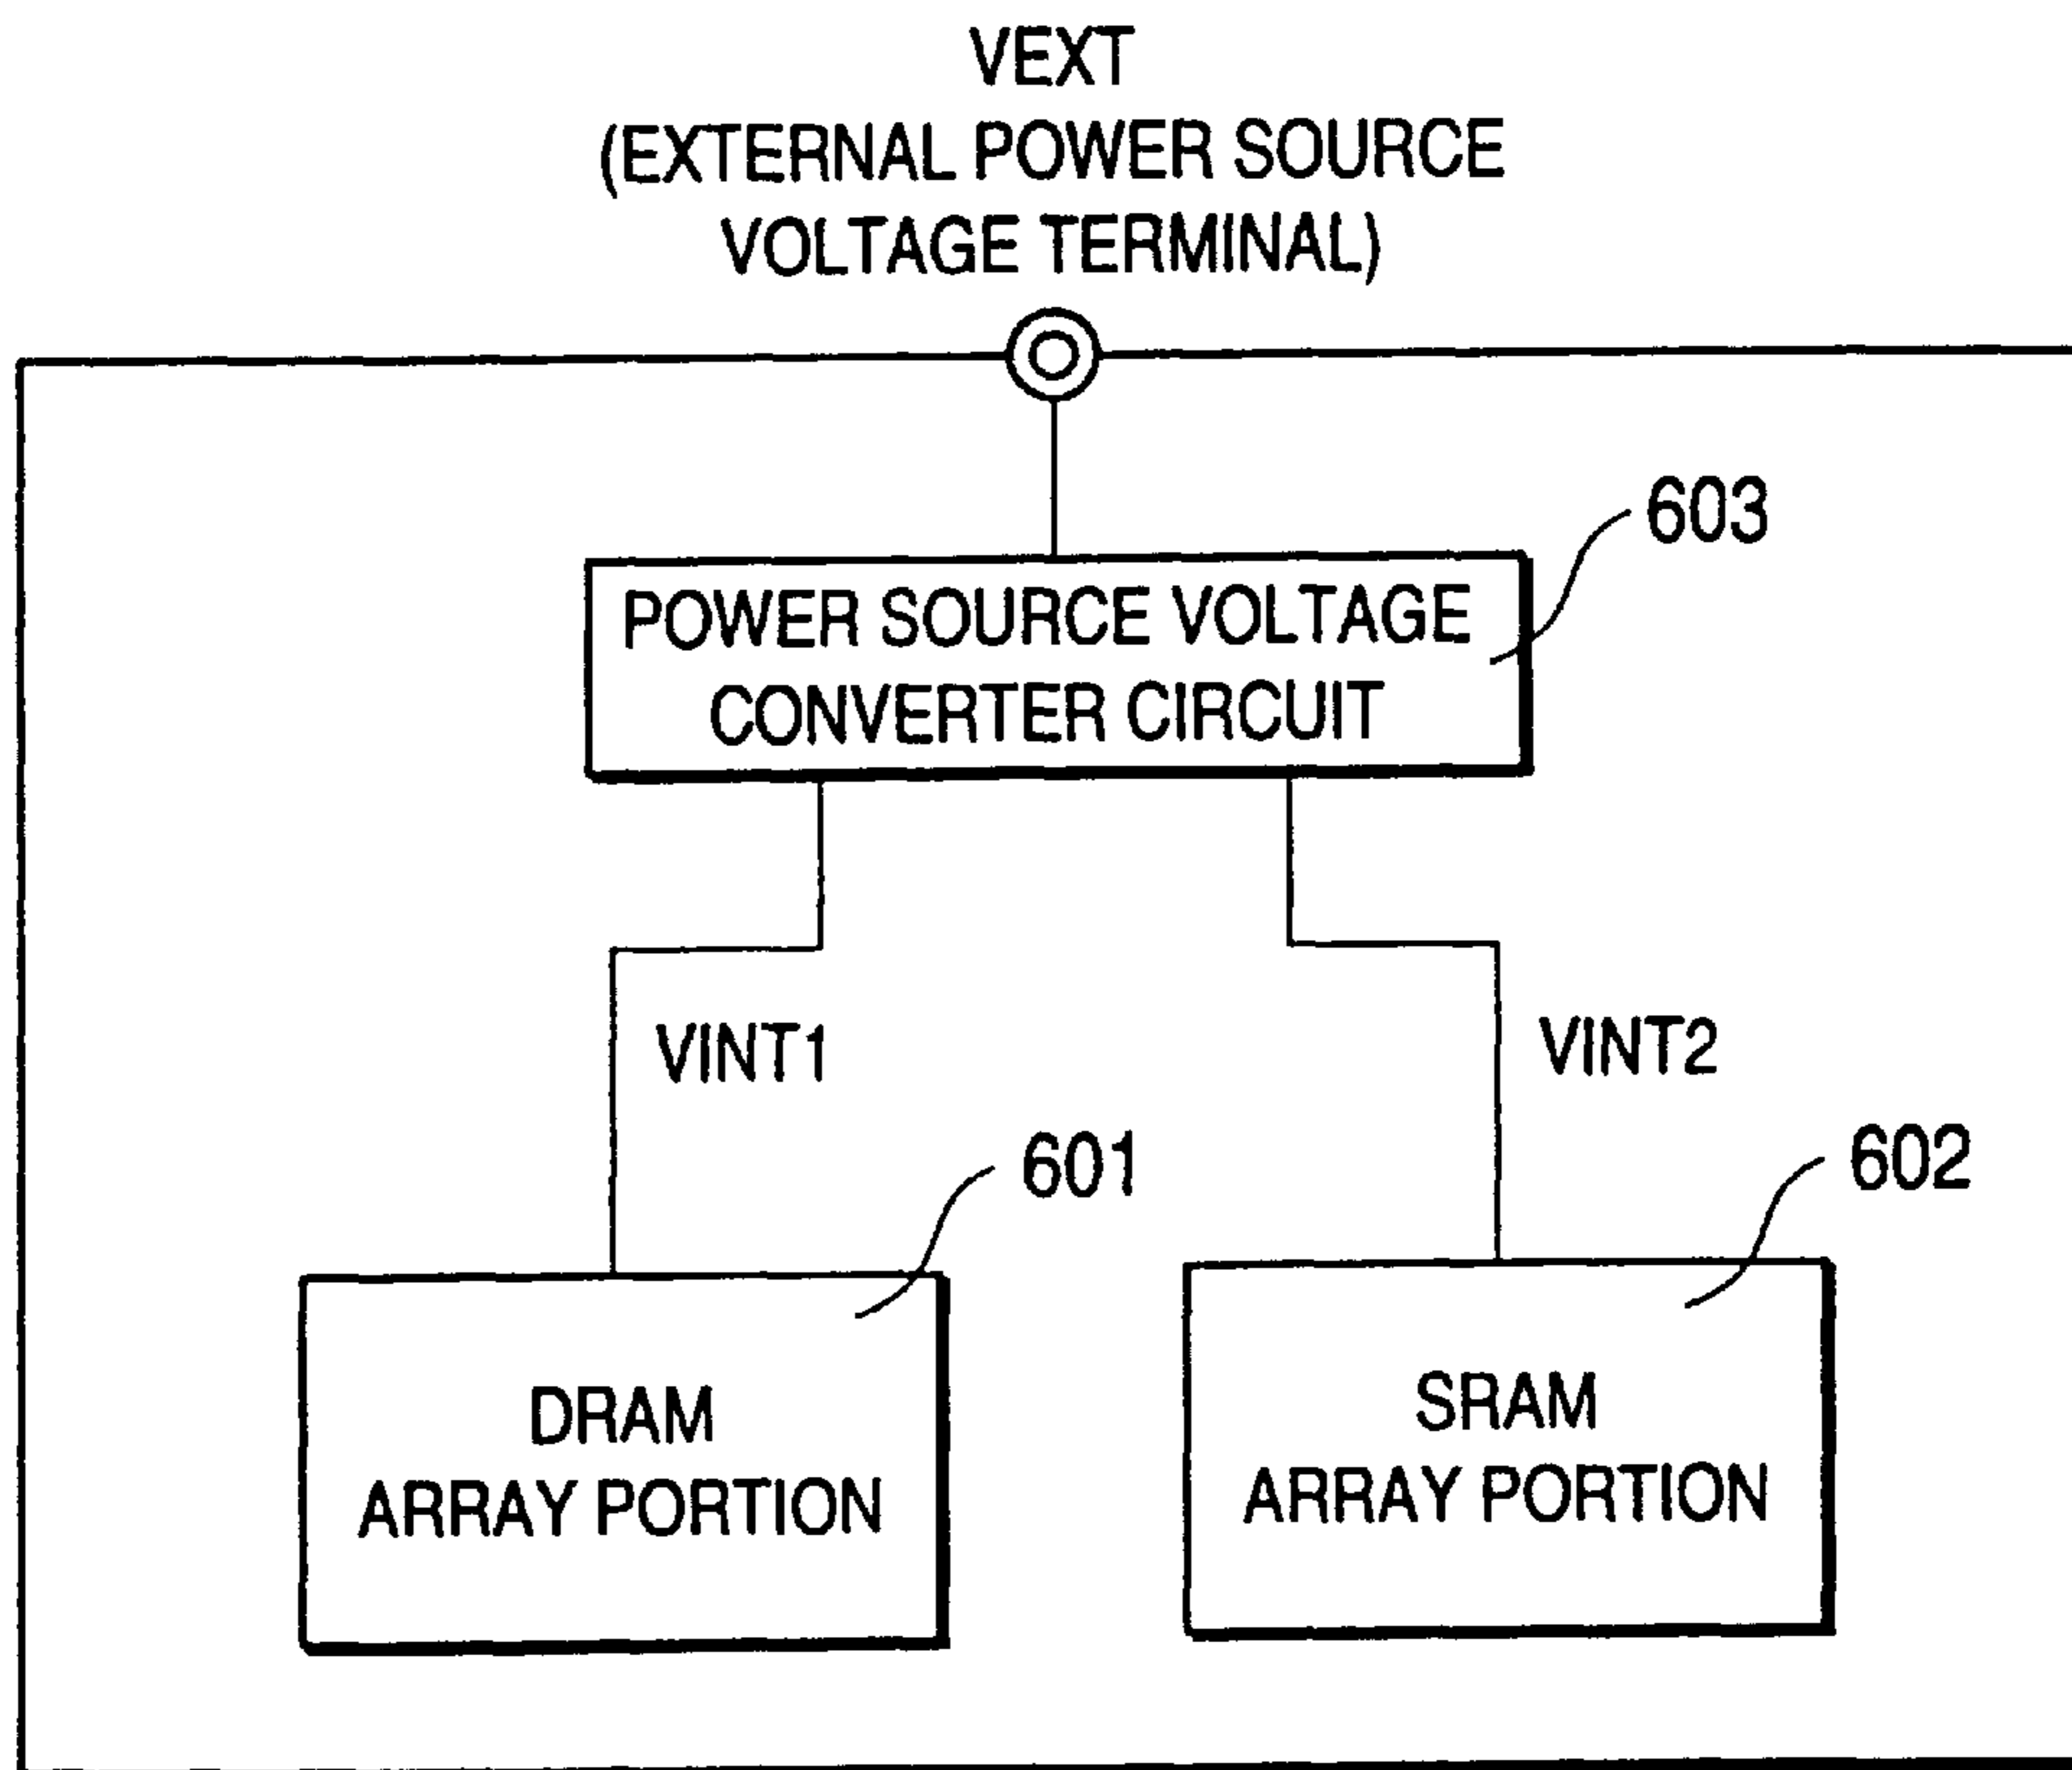 VEXT
(EXTERNAL POWER SOURCE
VOLTAGE TERMINAL)
603
POWER SOURCE VOLTAGE
CONVERTER CIRCUIT
VINT1
VINT2
601
602
DRAM
ARRAY PORTION
SRAM
ARRAY PORTION